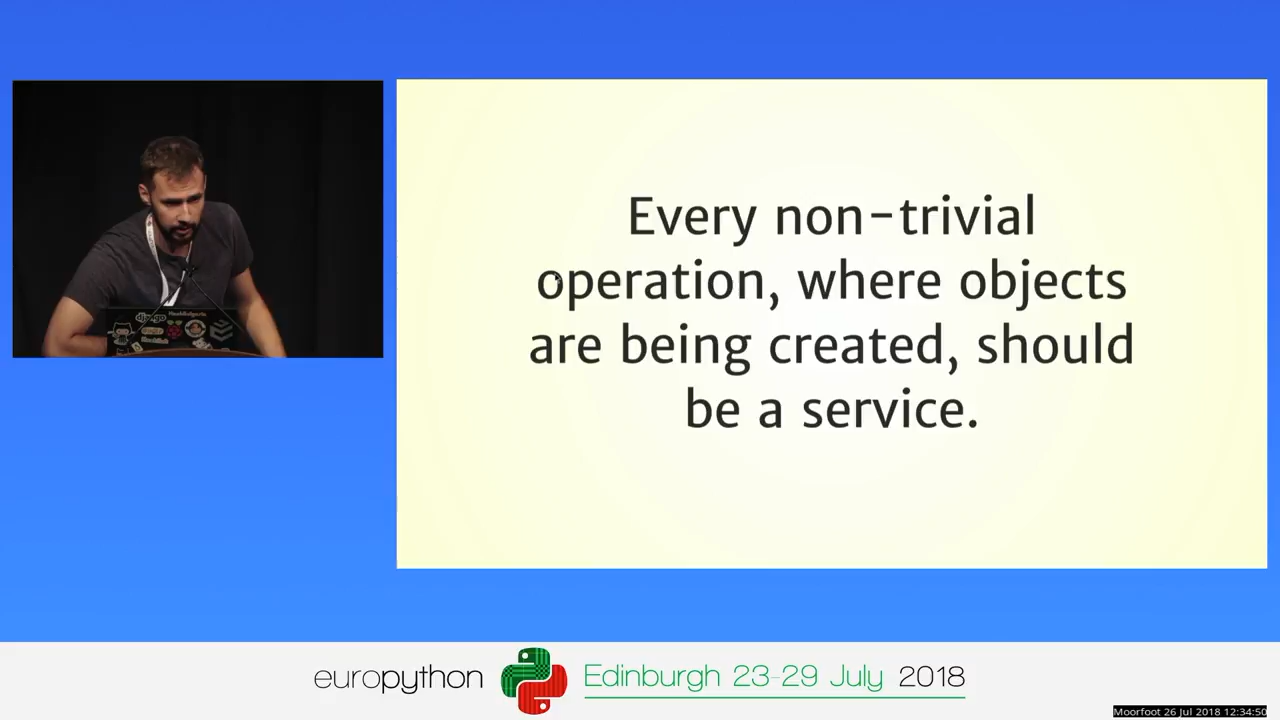 Every non-trivial
operation, where objects
are being created, should
be a service.
django
europython
Edinburgh 23-29 July 2018
Moorfoot 26 Jul 2018 12:34:50